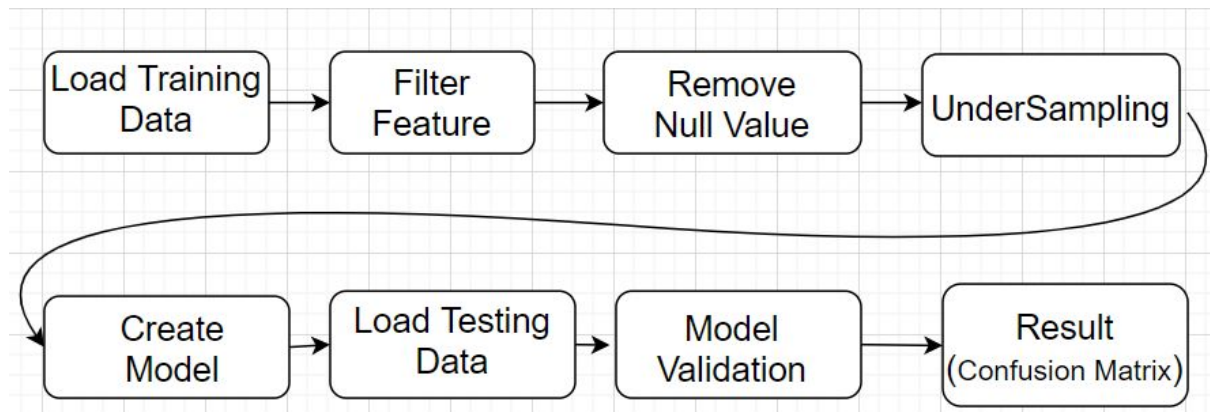 Load Training
Data
Filter
Feature
Remove
Null Value
UnderSampling
Create
Model
Load Testing
Data
Model
Validation
Result
(Confusion Matrix)